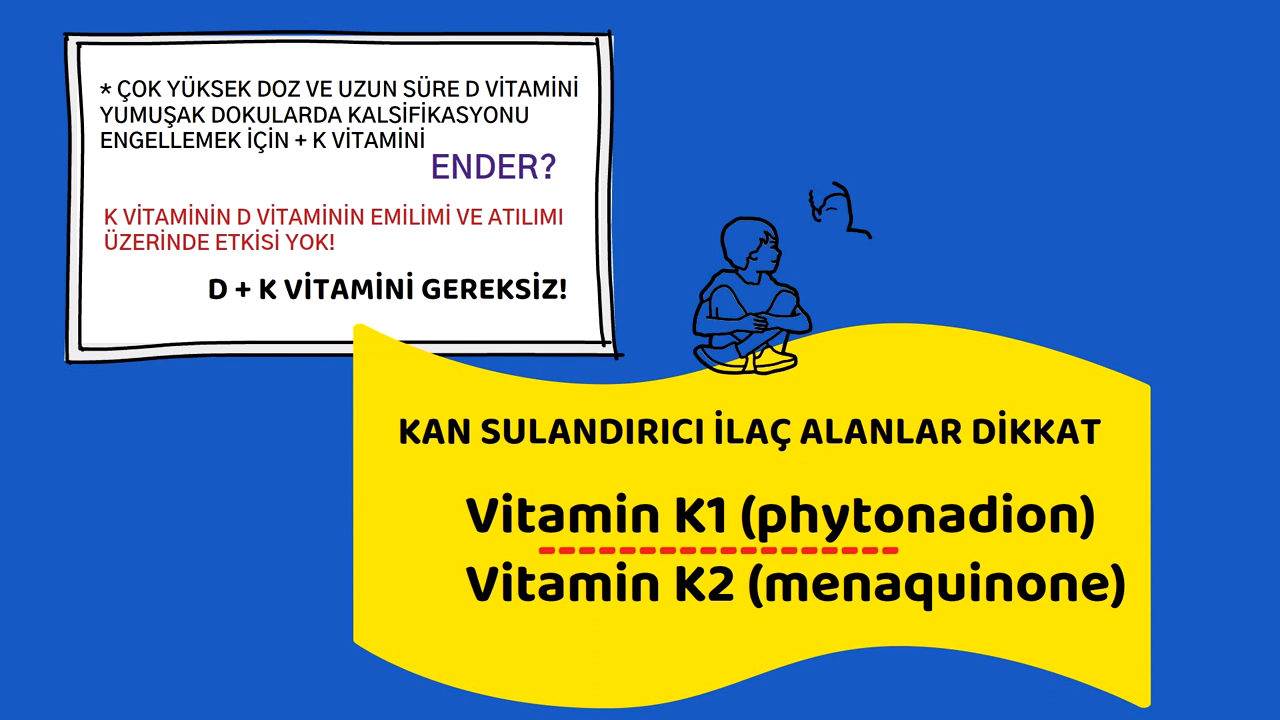 * ÇOK YÜKSEK DOZ VE UZUN SÜRE D VİTAMİNİ
YUMUŞAK DOKULARDA KALSİFİKASYONU
ENGELLEMEK İÇİN + K VİTAMİNİ
ENDER?
K VİTAMİNİN D VİTAMİNİN EMİLİMİ VE ATILIMI
ÜZERİNDE ETKİSİ YOK!
D + K VİTAMİNİ GEREKSİZ!
KAN SULANDIRICI İLAÇ ALANLAR DİKKAT
Vitamin K1 (phytonadion)
Vitamin K2 (menaquinone)